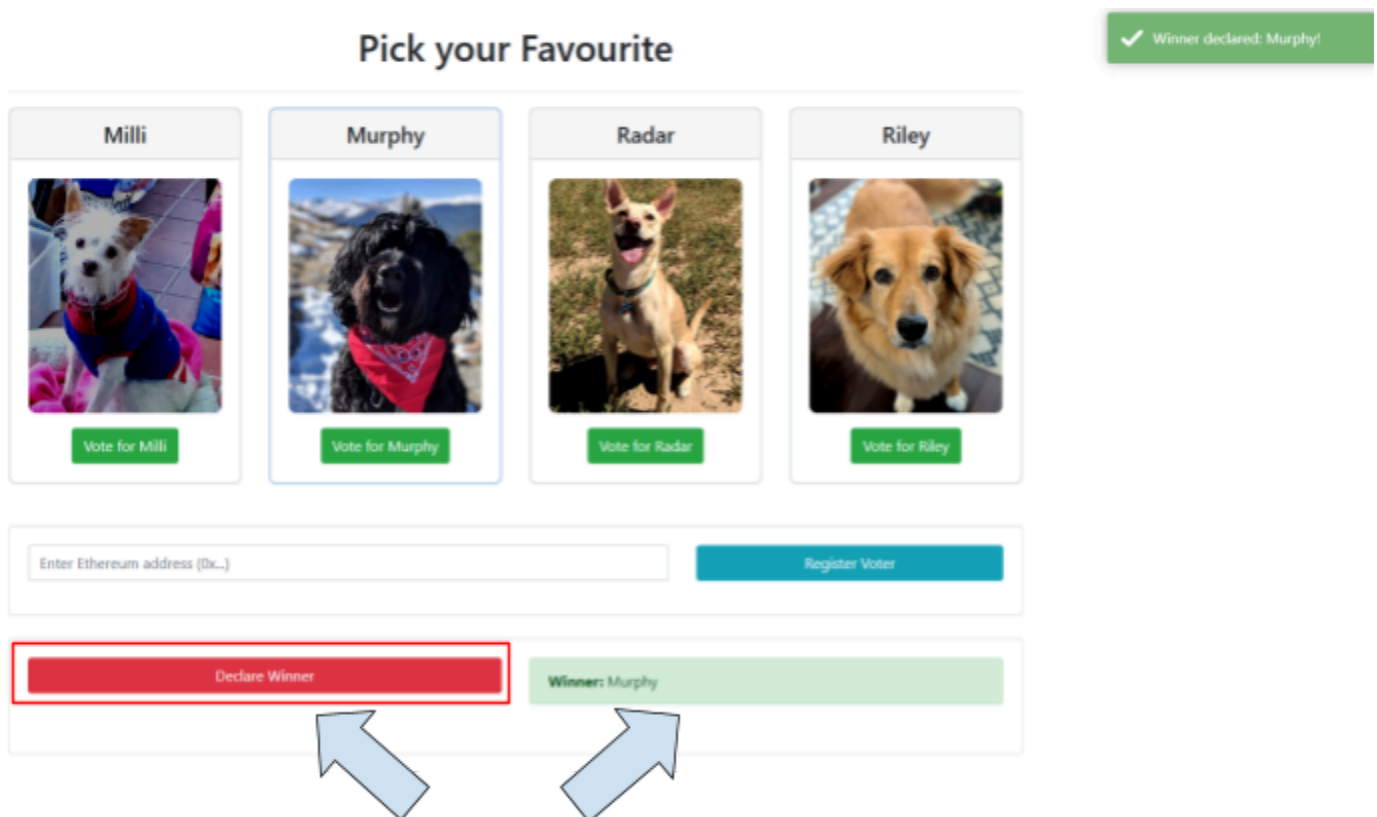 Pick your Favourite
Winner declared: Murphy!
Milli
Murphy
Radar
Riley
Vote for Milli
Vote for Murphy
Vote for Radar
Vote for Riley
Enter Ethereum address (0x...)
Register Voter
Declare Winner
Winner: Murphy